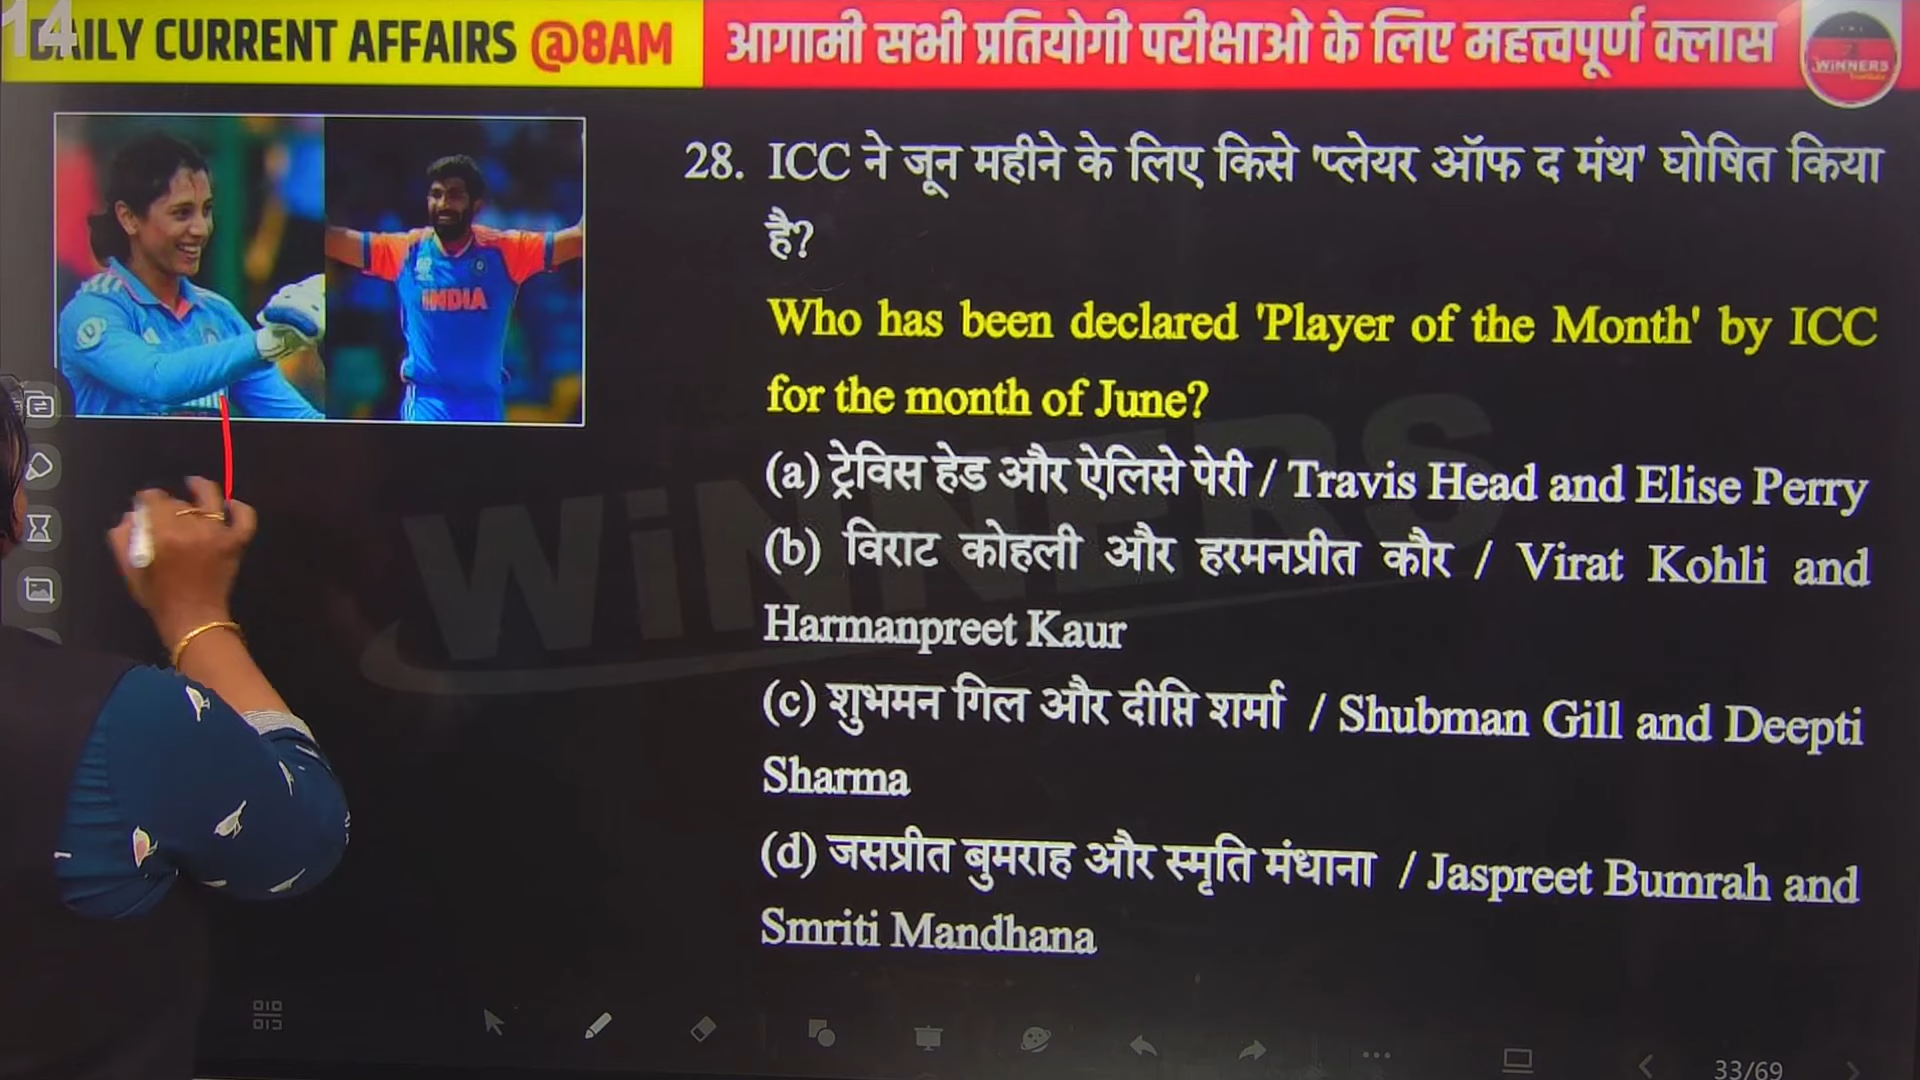 14
DAILY CURRENT AFFAIRS @8AM
आगामी सभी प्रतियोगी परीक्षाओ के लिए महत्त्वपूर्ण क्लास
WiNNERS
INDIA
28. ICC ने जून महीने के लिए किसे 'प्लेयर ऑफ द मंथ' घोषित किया
है?
Who has been declared 'Player of the Month' by ICC
for the month of June?
(a) ट्रेविस हेड और ऐलिसे पेरी / Travis Head and Elise Perry
(b) विराट कोहली और हरमनप्रीत कौर / Virat Kohli and
Harmanpreet Kaur
(c) शुभमन गिल और दीप्ति शर्मा / Shubman Gill and Deepti
Sharma
(d) जसप्रीत बुमराह और स्मृति मंधाना / Jaspreet Bumrah and
Smriti Mandhana
WiNNERS
33/69